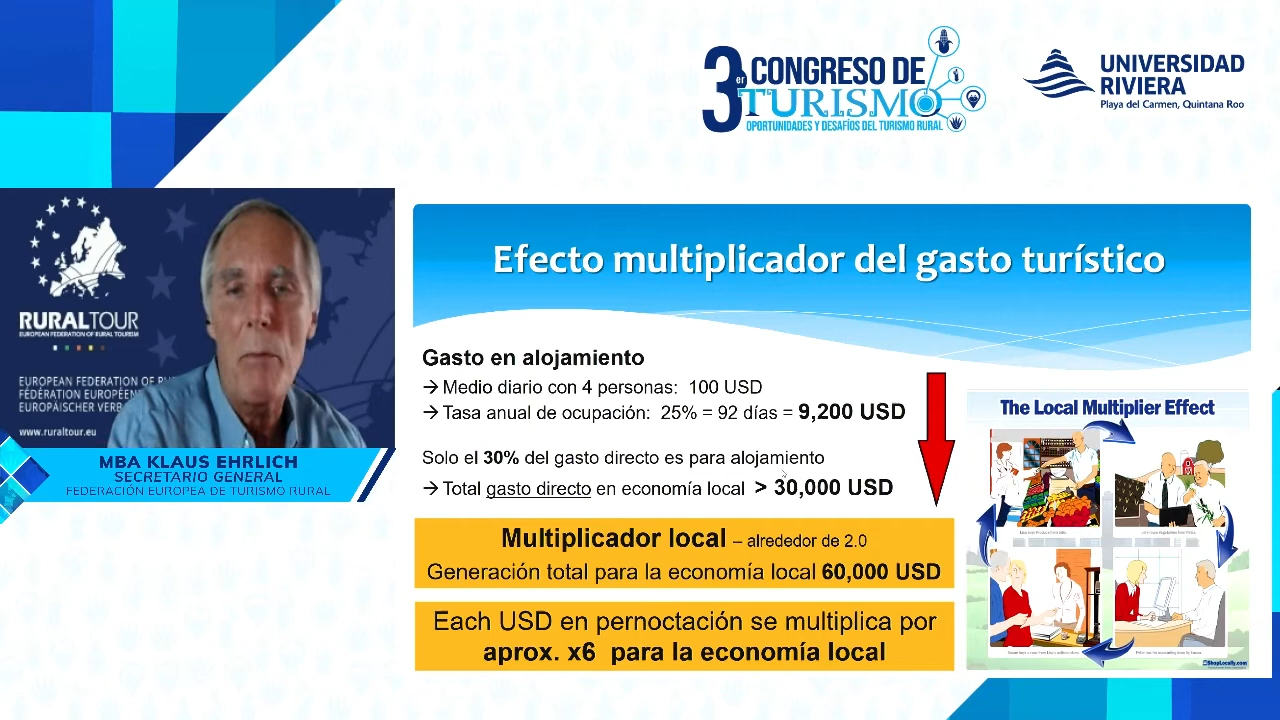 3er CONGRESO DE
TURISMO
OPORTUNIDADES Y DESAFÍOS DEL TURISMO RURAL
UNIVERSIDAD
RIVIERA
Playa del Carmen, Quintana Roo
RURALTOUR
EUROPEAN FEDERATION OF RURAL TOURISM
EUROPEAN FEDERATION OF RU
FÉDÉRATION EUROPÉEN
EUROPÄISCHER VERB
www.ruraltour.eu
MBA KLAUS EHRLICH
SECRETARIO GENERAL
FEDERACIÓN EUROPEA DE TURISMO RURAL
Efecto multiplicador del gasto turístico
Gasto en alojamiento
→ Medio diario con 4 personas: 100 USD
→ Tasa anual de ocupación: 25% = 92 días = 9,200 USD
Solo el 30% del gasto directo es para alojamiento
→ Total gasto directo en economía local > 30,000 USD
Multiplicador local – alrededor de 2.0
Generación total para la economía local 60,000 USD
Each USD en pernoctación se multiplica por
aprox. x6 para la economía local
The Local Multiplier Effect
ShopLocally.com